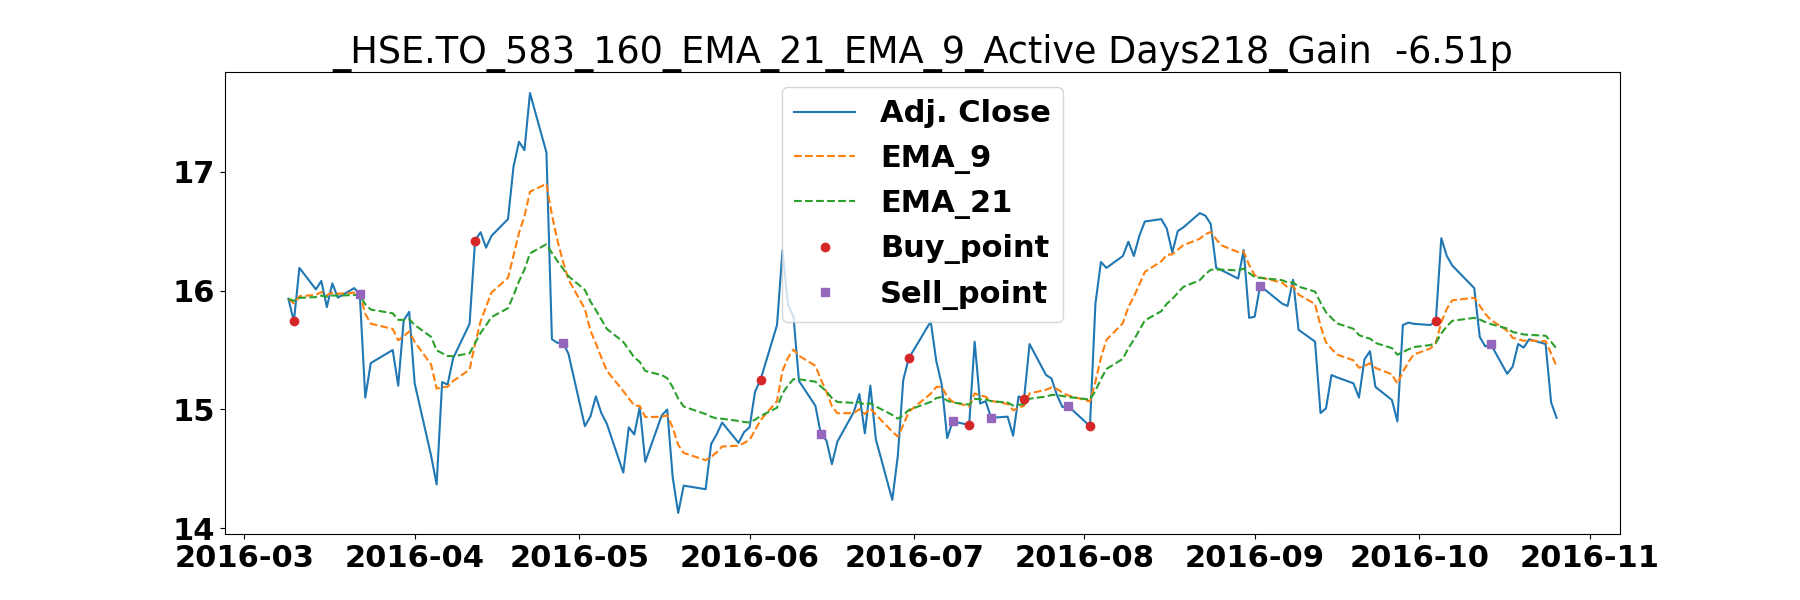 _HSE.TO_583_160_EMA_21_EMA_9_Active Days218_Gain  -6.51p
Adj. Close
EMA_9
EMA_21
Buy_point
Sell_point
17
16
15
14
2016-03 2016-04 2016-05 2016-06 2016-07 2016-08 2016-09 2016-10 2016-11